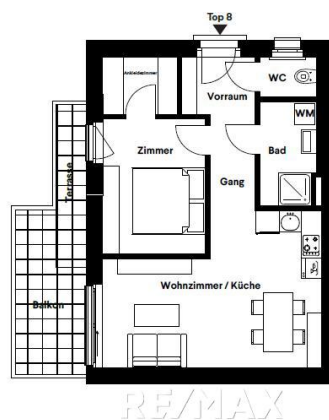 Top 8
Ankleidezimmer
WC
Vorraum
WM
Zimmer
Bad
Terrasse
Gang
Wohnzimmer / Küche
Balkon
RE/MAX